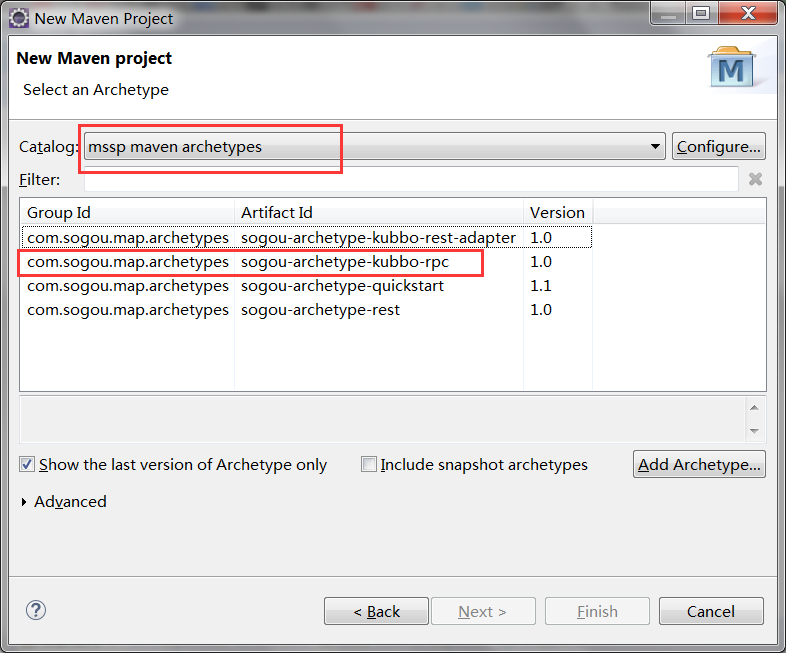 New Maven Project
New Maven project
Select an Archetype
M
Catalog: mssp maven archetypes Configure...
Filter:
Group Id Artifact Id Version
com.sogou.map.archetypes sogou-archetype-kubbo-rest-adapter 1.0
com.sogou.map.archetypes sogou-archetype-kubbo-rpc 1.0
com.sogou.map.archetypes sogou-archetype-quickstart 1.1
com.sogou.map.archetypes sogou-archetype-rest 1.0
Show the last version of Archetype only Include snapshot archetypes Add Archetype...
Advanced
? < Back Next > Finish Cancel